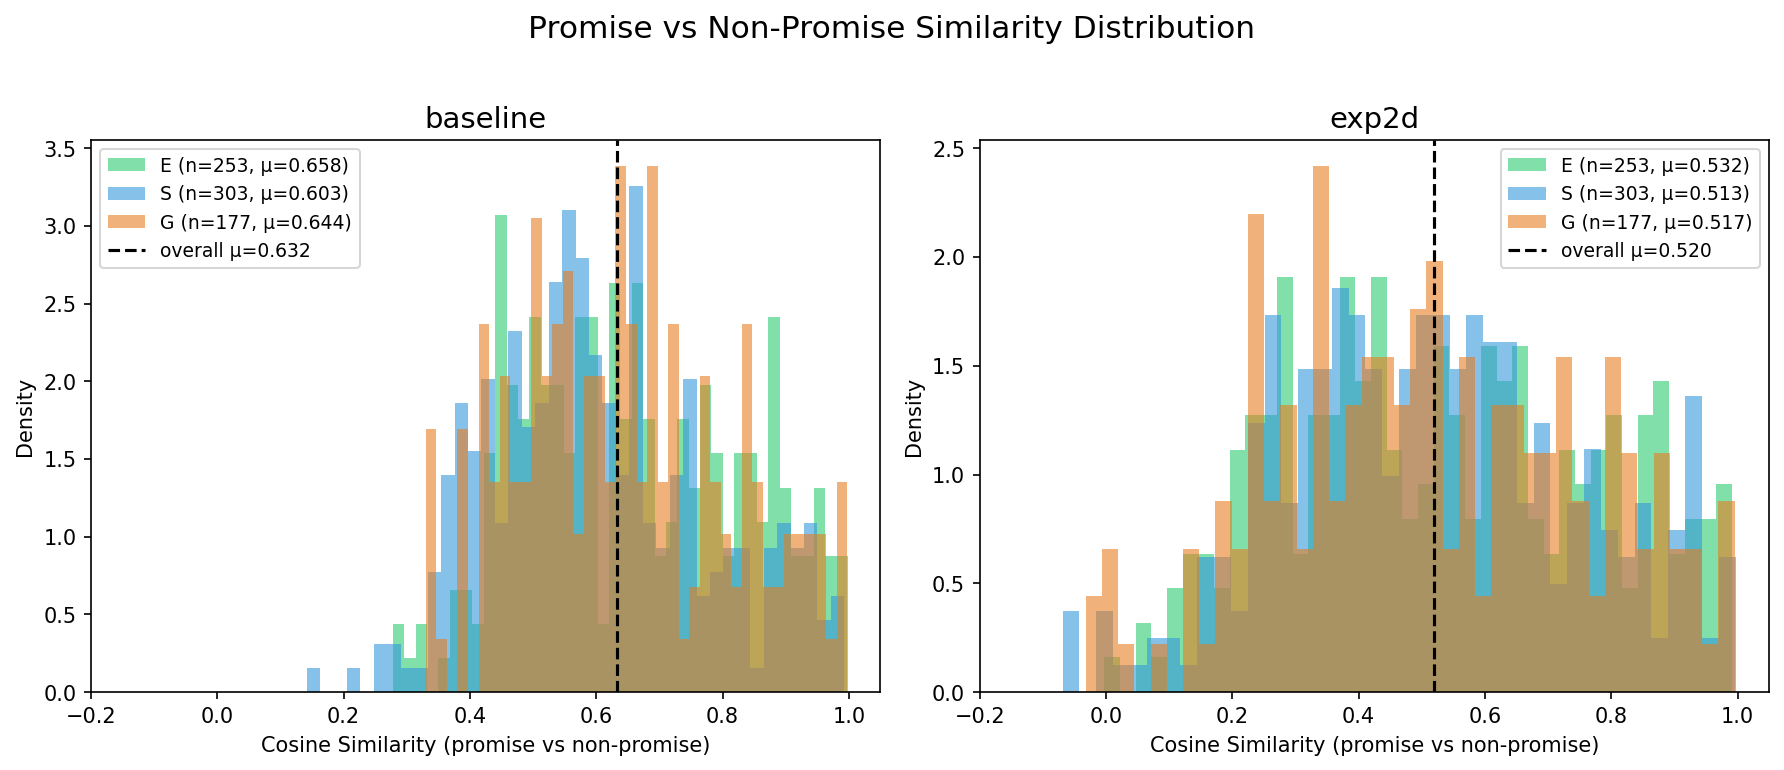 Promise vs Non-Promise Similarity Distribution
baseline
3.5
3.0
2.5
2.0
1.5
1.0
0.5
0.0
Density
E (n=253, μ=0.658)
S (n=303, μ=0.603)
G (n=177, μ=0.644)
overall μ=0.632
−0.2 0.0 0.2 0.4 0.6 0.8 1.0
Cosine Similarity (promise vs non-promise)
exp2d
2.5
2.0
1.5
1.0
0.5
0.0
Density
E (n=253, μ=0.532)
S (n=303, μ=0.513)
G (n=177, μ=0.517)
overall μ=0.520
−0.2 0.0 0.2 0.4 0.6 0.8 1.0
Cosine Similarity (promise vs non-promise)